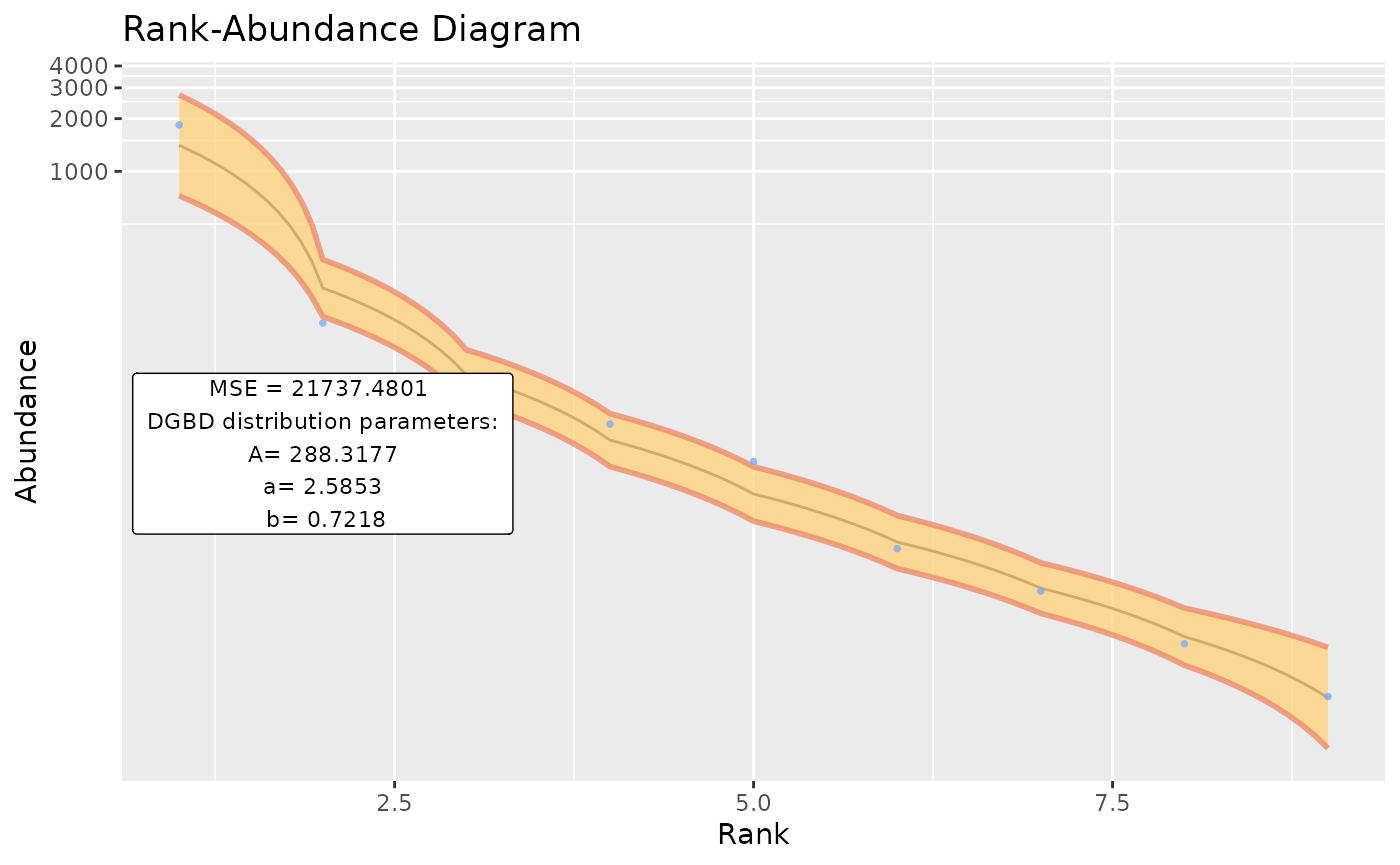 Rank-Abundance Diagram
4000
3000
2000
1000
Abundance
MSE = 21737.4801
DGBD distribution parameters:
A= 288.3177
a= 2.5853
b= 0.7218
2.5 5.0 7.5
Rank